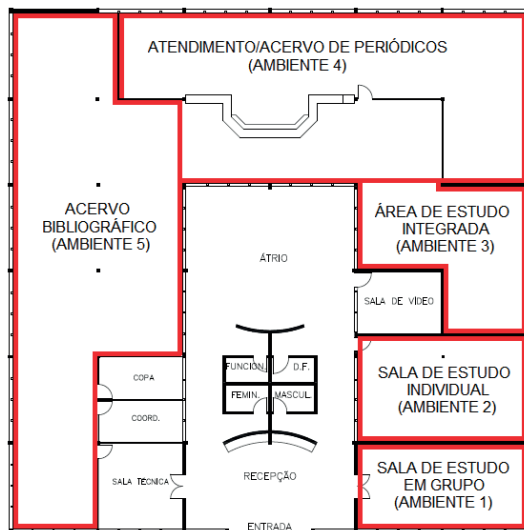 ATENDIMENTO/ACERVO DE PERIÓDICOS
(AMBIENTE 4)
ACERVO
BIBLIOGRÁFICO
(AMBIENTE 5)
ÁREA DE ESTUDO
INTEGRADA
(AMBIENTE 3)
ÁTRIO
SALA DE VÍDEO
FUNCION.
D.F.
FEMIN.
MASCUL.
COPA
COORD.
SALA DE ESTUDO
INDIVIDUAL
(AMBIENTE 2)
SALA TÉCNICA
RECEPÇÃO
SALA DE ESTUDO
EM GRUPO
(AMBIENTE 1)
ENTRADA